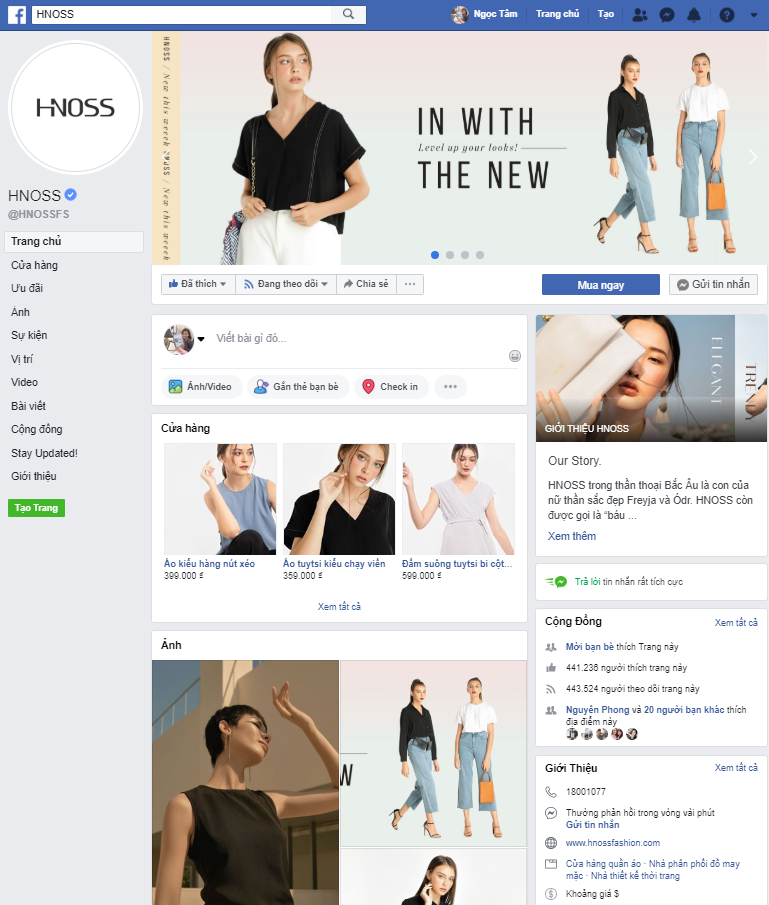 HNOSS
Ngọc Tâm
Trang chủ
Tạo
HNOSS
HNOSS
@HNOSSFS
Trang chủ
Cửa hàng
Ưu đãi
Ảnh
Sự kiện
Vị trí
Video
Bài viết
Cộng đồng
Stay Updated!
Giới thiệu
Tạo Trang
HNOSS / New this week
HNOSS / New this week
IN WITH
Level up your looks!
THE NEW
Đã thích
Đang theo dõi
Chia sẻ
Mua ngay
Gửi tin nhắn
Viết bài gì đó...
Ảnh/Video
Gắn thẻ bạn bè
Check in
Cửa hàng
Áo kiểu hàng nút xéo
399.000 ₫
Áo tuytsi kiểu chạy viền
359.000 ₫
Đầm suông tuytsi bi cột...
599.000 ₫
Xem tất cả
Ảnh
W
ELEGANT
TRENDY
GIỚI THIỆU HNOSS
Our Story.
HNOSS trong thần thoại Bắc Âu là con của
nữ thần sắc đẹp Freyja và Ódr. HNOSS còn
được gọi là “báu ...
Xem thêm
Trả lời tin nhắn rất tích cực
Cộng Đồng
Xem tất cả
Mời bạn bè thích Trang này
441.236 người thích trang này
443.524 người theo dõi trang này
Nguyên Phong và 20 người bạn khác thích
địa điểm này
Giới Thiệu
Xem tất cả
18001077
Thường phản hồi trong vòng vài phút
Gửi tin nhắn
www.hnossfashion.com
Cửa hàng quần áo · Nhà phân phối đồ may
mặc · Nhà thiết kế thời trang
Khoảng giá $